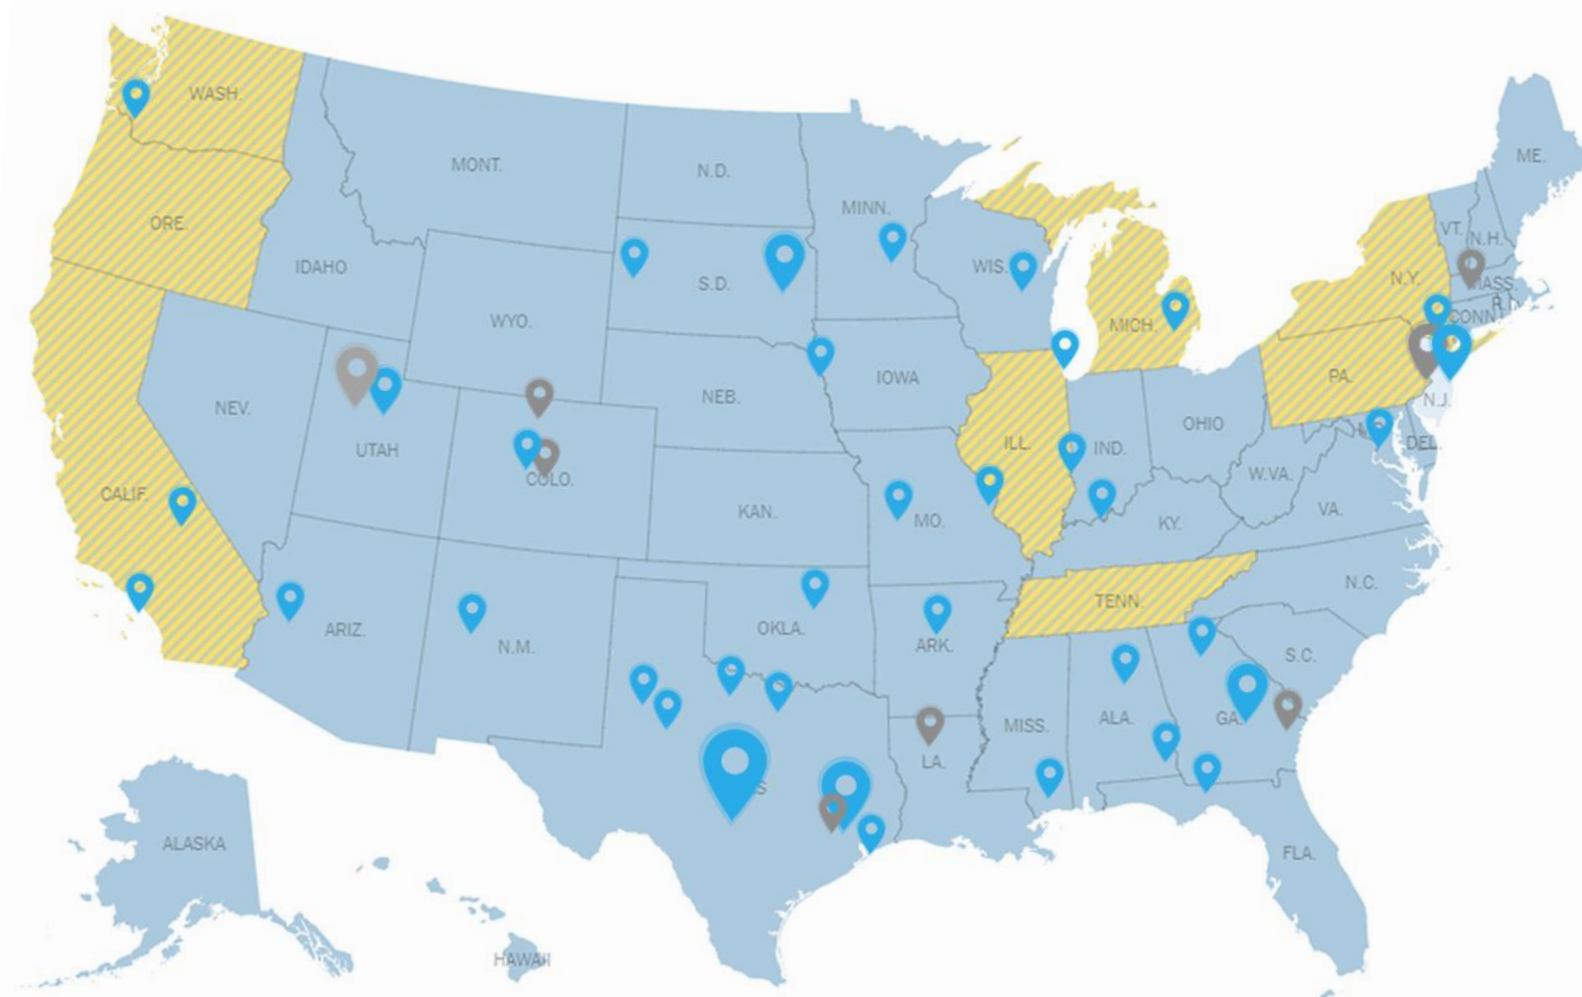 WASH.
ME.
MONT.
N.D.
MINN.
ORE.
VT.
N.H.
IDAHO
WIS.
S.D.
N.Y.
MASS.
R.I.
WYO.
MICH.
CONN.
IOWA
PA.
NEV.
NEB.
N.J.
UTAH
ILL.
IND.
OHIO
DEL.
COLO.
W.VA.
CALIF.
KAN.
MO.
KY.
VA.
N.C.
TENN.
ARIZ.
OKLA.
N.M.
ARK.
S.C.
MISS.
ALA.
GA.
LA.
S
ALASKA
FLA.
HAWAII